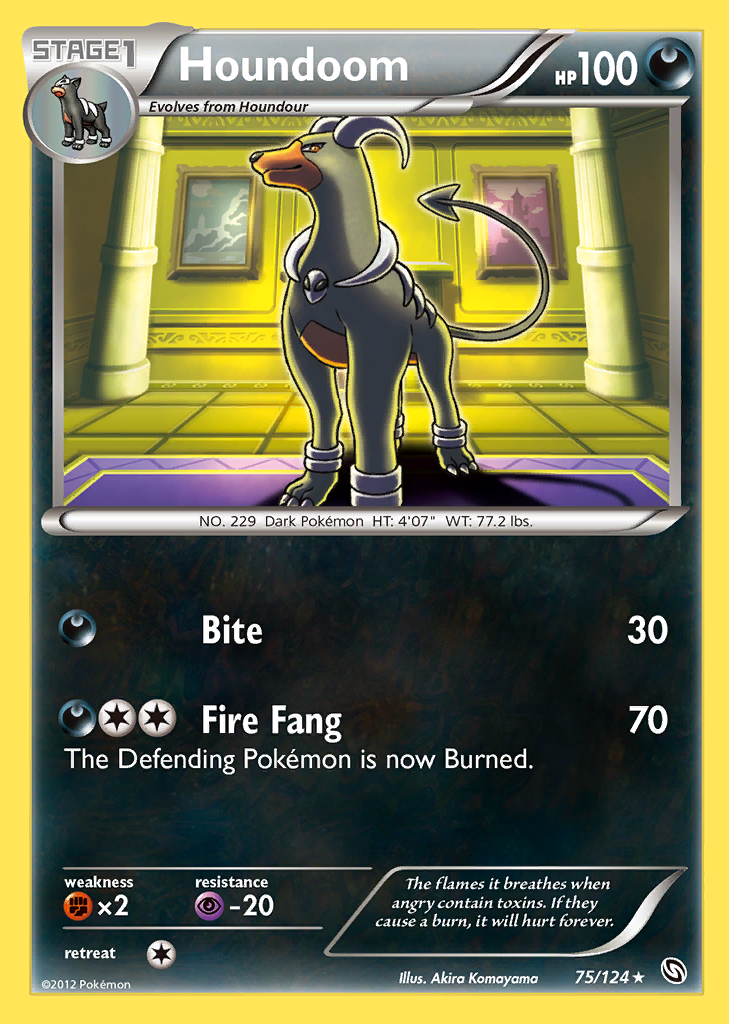 STAGE1
Houndoom
HP100
Evolves from Houndour
NO. 229  Dark Pokémon  HT: 4'07"  WT: 77.2 lbs.
Bite 30
Fire Fang 70
The Defending Pokémon is now Burned.
weakness
×2
resistance
-20
retreat
The flames it breathes when
angry contain toxins. If they
cause a burn, it will hurt forever.
©2012 Pokémon
Illus. Akira Komayama
75/124★